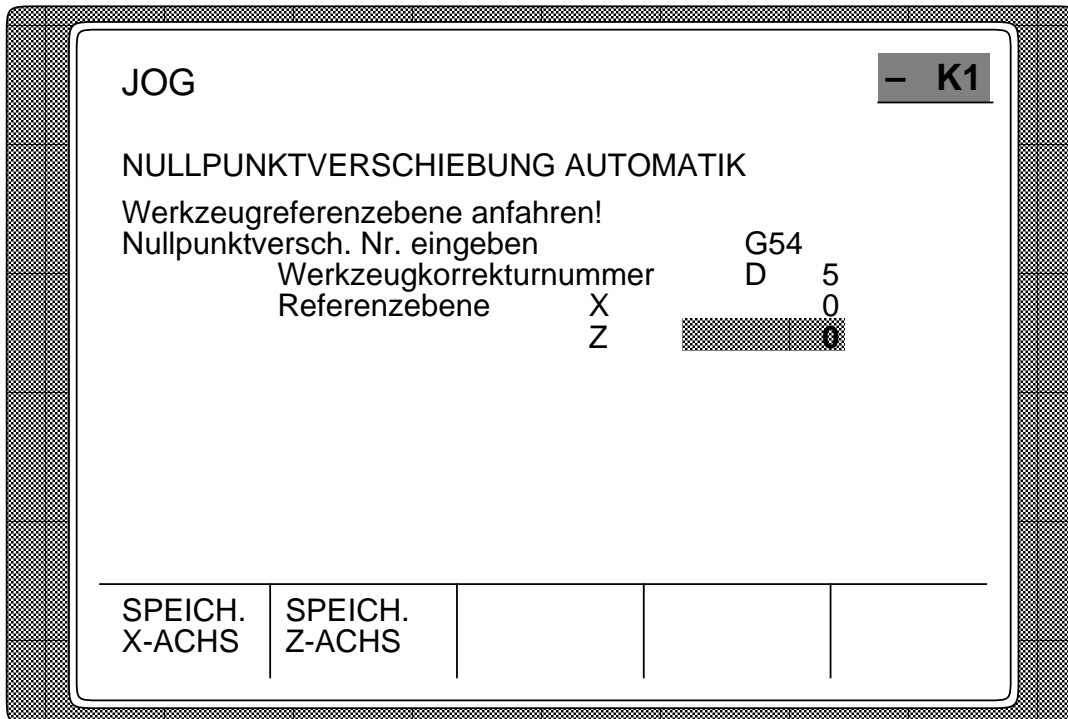 JOG – K1
NULLPUNKTVERSCHIEBUNG AUTOMATIK
Werkzeugreferenzebene anfahren!
Nullpunktversch. Nr. eingeben G54
Werkzeugkorrekturnummer D 5
Referenzebene X 0
Z 0
SPEICH. SPEICH.
X-ACHS Z-ACHS